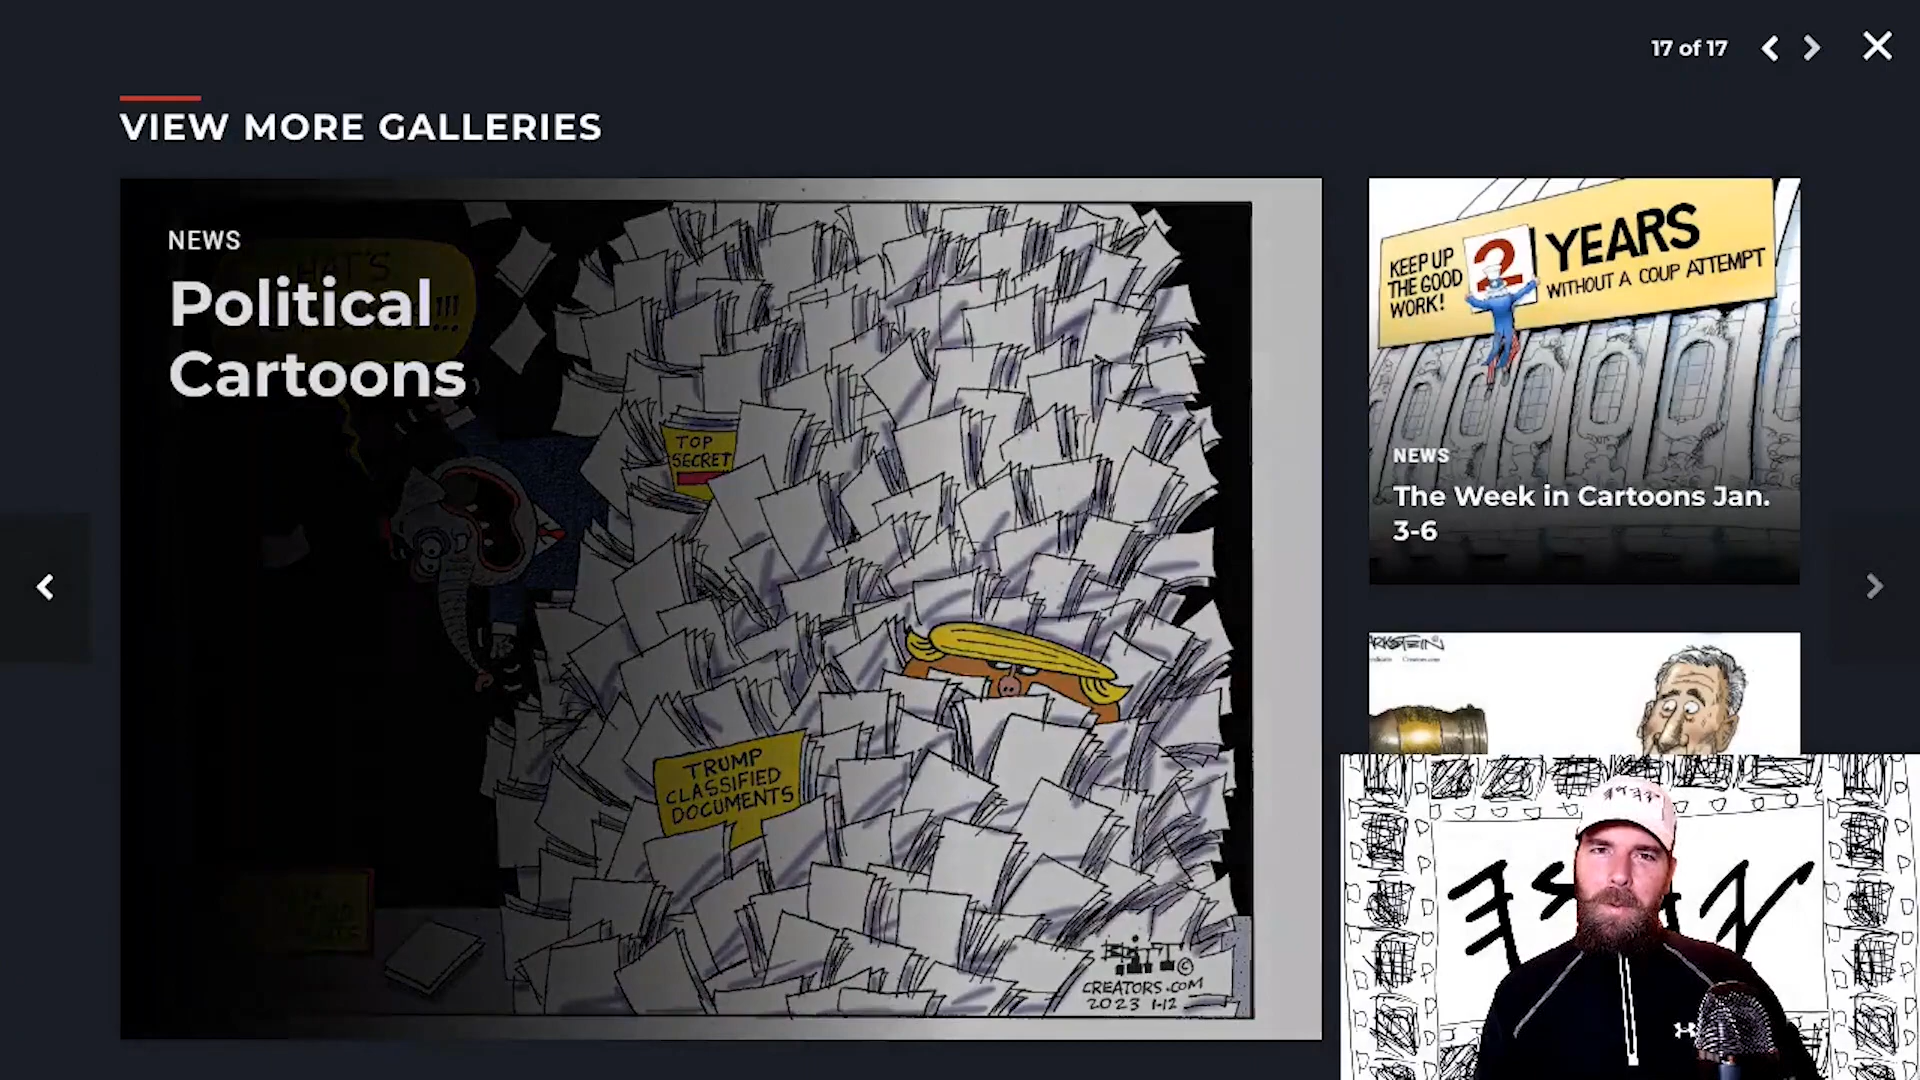 17 of 17
VIEW MORE GALLERIES
NEWS
Political
Cartoons
TOP
SECRET
TRUMP
CLASSIFIED
DOCUMENTS
BRITT
©
CREATORS.COM
2023 1-12
KEEP UP
THE GOOD
WORK!
2
YEARS
WITHOUT A COUP ATTEMPT
NEWS
The Week in Cartoons Jan.
3-6